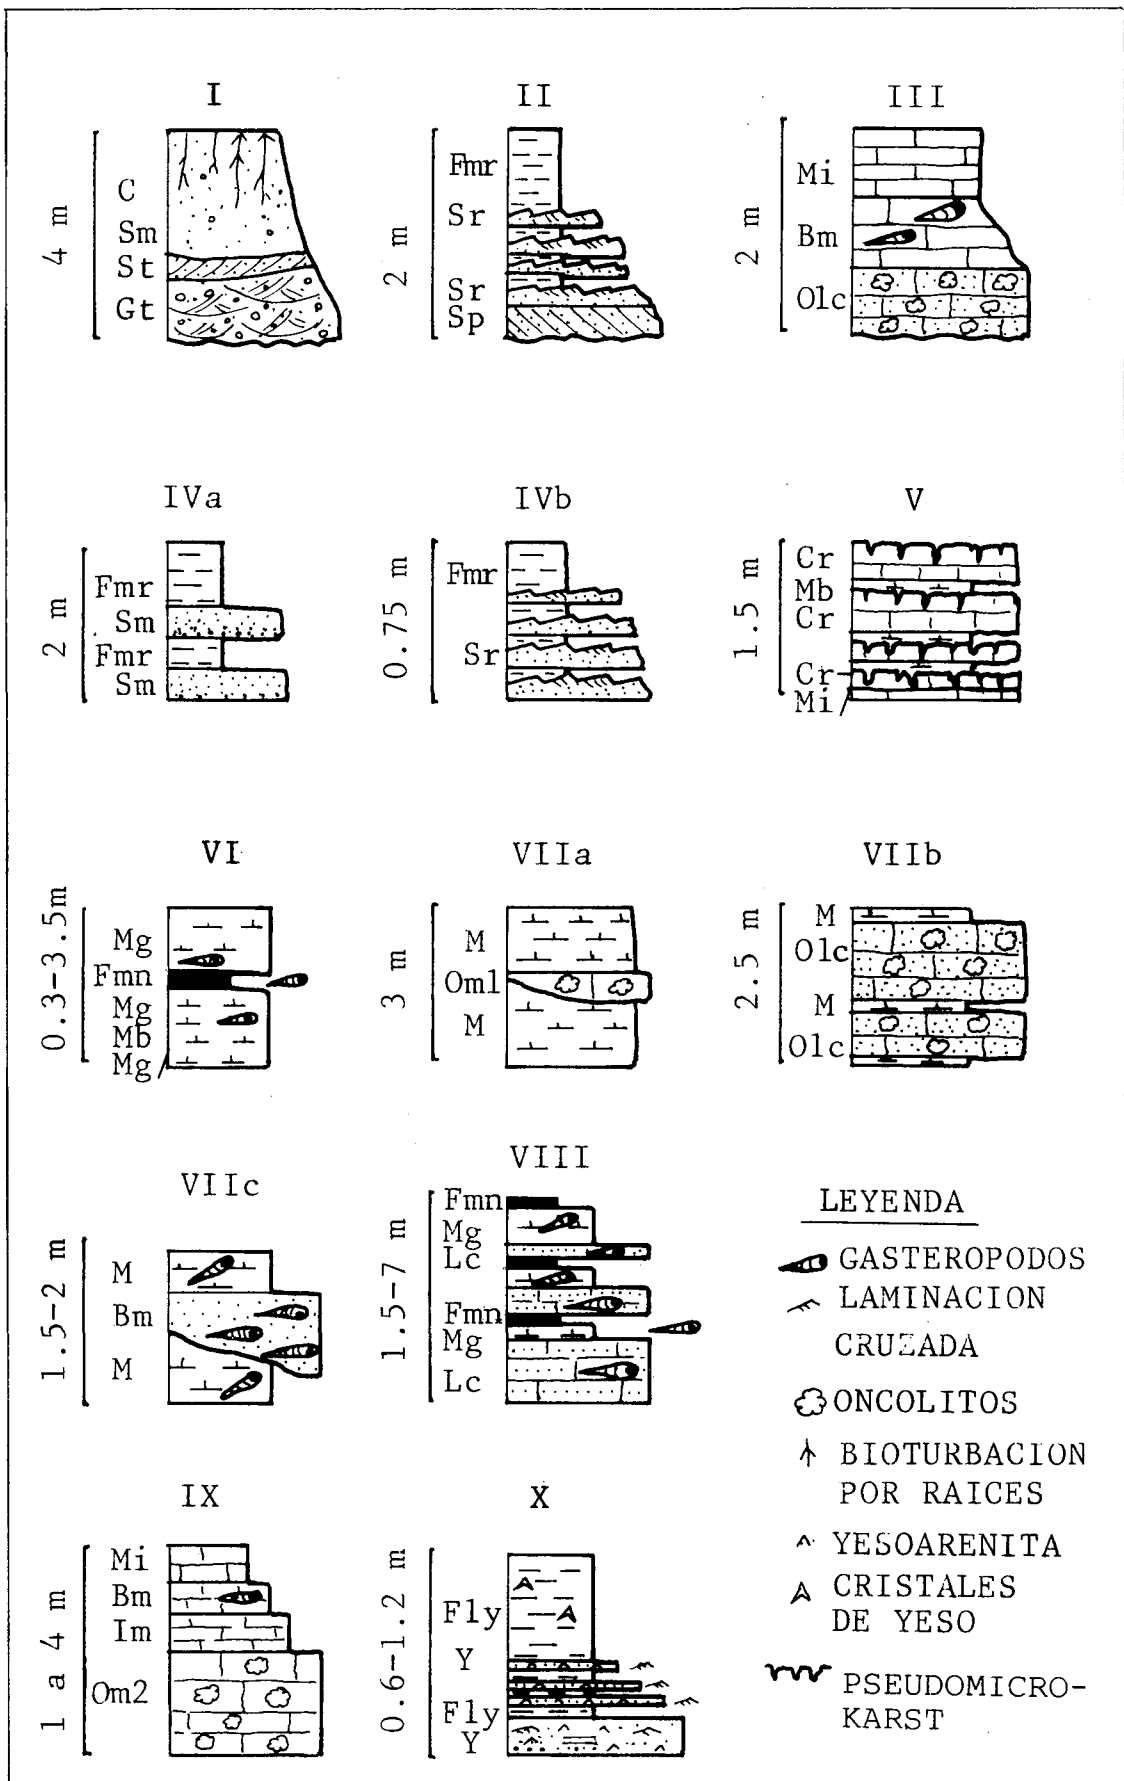 I
4 m
C
Sm
St
Gt
II
2 m
Fmr
Sr
Sr
Sp
III
2 m
Mi
Bm
Olc
IVa
2 m
Fmr
Sm
Fmr
Sm
IVb
0.75 m
Fmr
Sr
V
1.5 m
Cr
Mb
Cr
Cr
Mi
VI
0.3-3.5m
Mg
Fmn
Mg
Mb
Mg
VIIa
3 m
M
Oml
M
VIIb
2.5 m
M
Olc
M
Olc
VIIc
1.5-2 m
M
Bm
M
VIII
1.5-7 m
Fmn
Mg
Lc
Fmn
Mg
Lc
LEYENDA
GASTEROPODOS
LAMINACION
CRUZADA
ONCOLITOS
BIOTURBACION
POR RAICES
YESOARENITA
CRISTALES
DE YESO
PSEUDOMICRO-
KARST
IX
1 a 4 m
Mi
Bm
Im
Om2
X
0.6-1.2 m
Fly
Y
Fly
Y